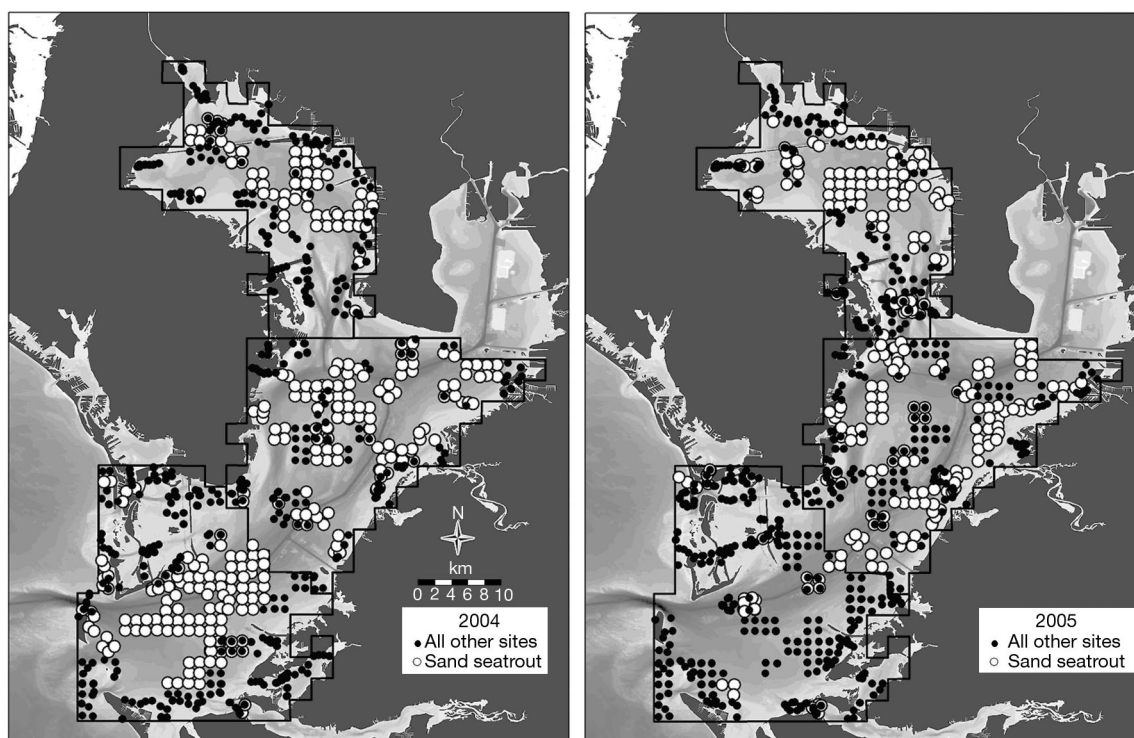 N
km
0 2 4 6 8 10
2004
All other sites
Sand seatrout
2005
All other sites
Sand seatrout